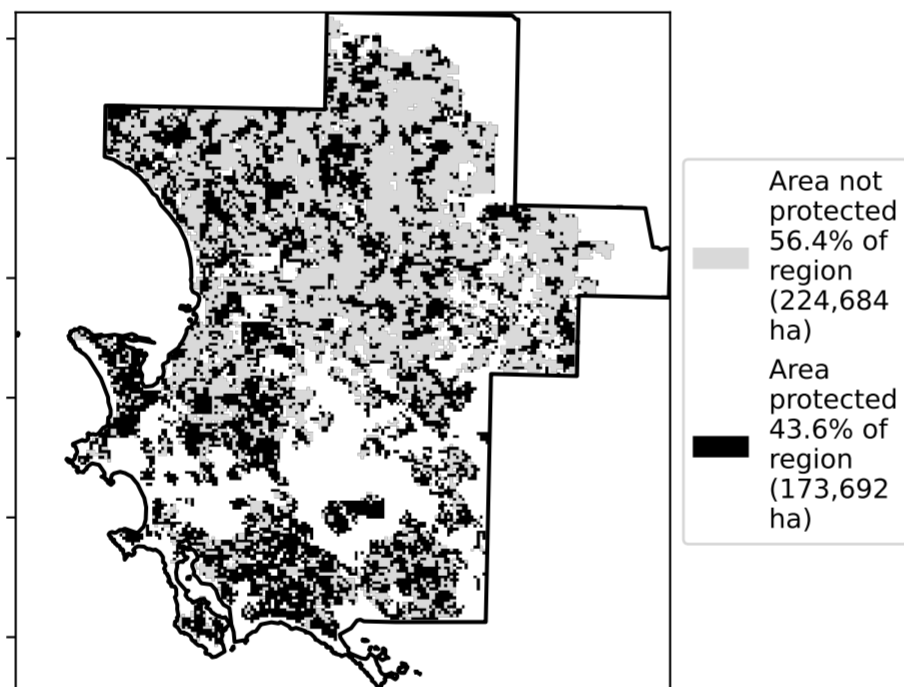 Area not
protected
56.4% of
region
(224,684
ha)
Area
protected
43.6% of
region
(173,692
ha)